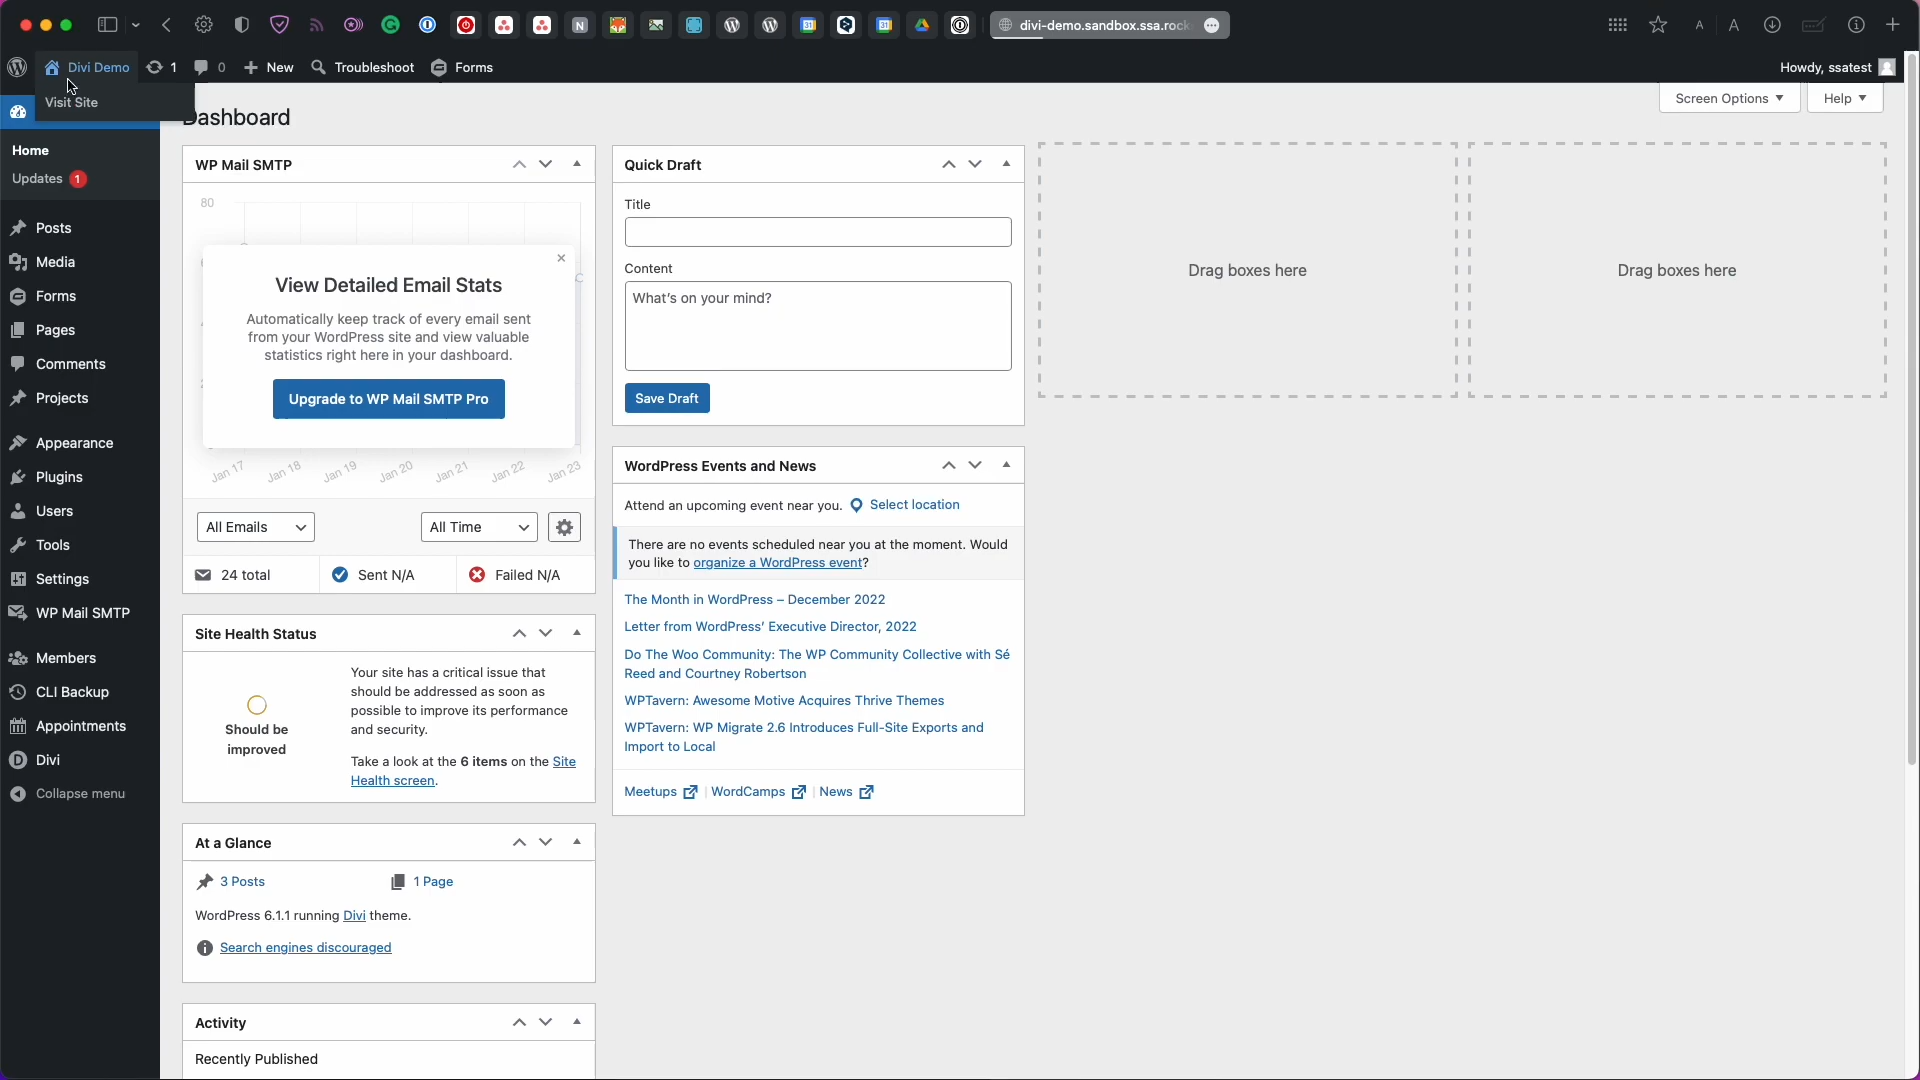 divi-demo.sandbox.ssa.rock
A
A
Divi Demo
1
0
New
Troubleshoot
Forms
Howdy, ssatest
Visit Site
Screen Options
Help
Dashboard
Home
Updates 1
Posts
Media
Forms
Pages
Comments
Projects
Appearance
Plugins
Users
Tools
Settings
WP Mail SMTP
Members
CLI Backup
Appointments
Divi
Collapse menu
WP Mail SMTP
80
View Detailed Email Stats
Automatically keep track of every email sent
from your WordPress site and view valuable
statistics right here in your dashboard.
Upgrade to WP Mail SMTP Pro
Jan 17 Jan 18 Jan 19 Jan 20 Jan 21 Jan 22 Jan 23
All Emails
All Time
24 total
Sent N/A
Failed N/A
Site Health Status
Should be
improved
Your site has a critical issue that
should be addressed as soon as
possible to improve its performance
and security.
Take a look at the 6 items on the Site
Health screen.
At a Glance
3 Posts
1 Page
WordPress 6.1.1 running Divi theme.
Search engines discouraged
Activity
Recently Published
Quick Draft
Title
Content
What's on your mind?
Save Draft
WordPress Events and News
Attend an upcoming event near you. Select location
There are no events scheduled near you at the moment. Would
you like to organize a WordPress event?
The Month in WordPress – December 2022
Letter from WordPress' Executive Director, 2022
Do The Woo Community: The WP Community Collective with Sé
Reed and Courtney Robertson
WPTavern: Awesome Motive Acquires Thrive Themes
WPTavern: WP Migrate 2.6 Introduces Full-Site Exports and
Import to Local
Meetups
WordCamps
News
Drag boxes here
Drag boxes here